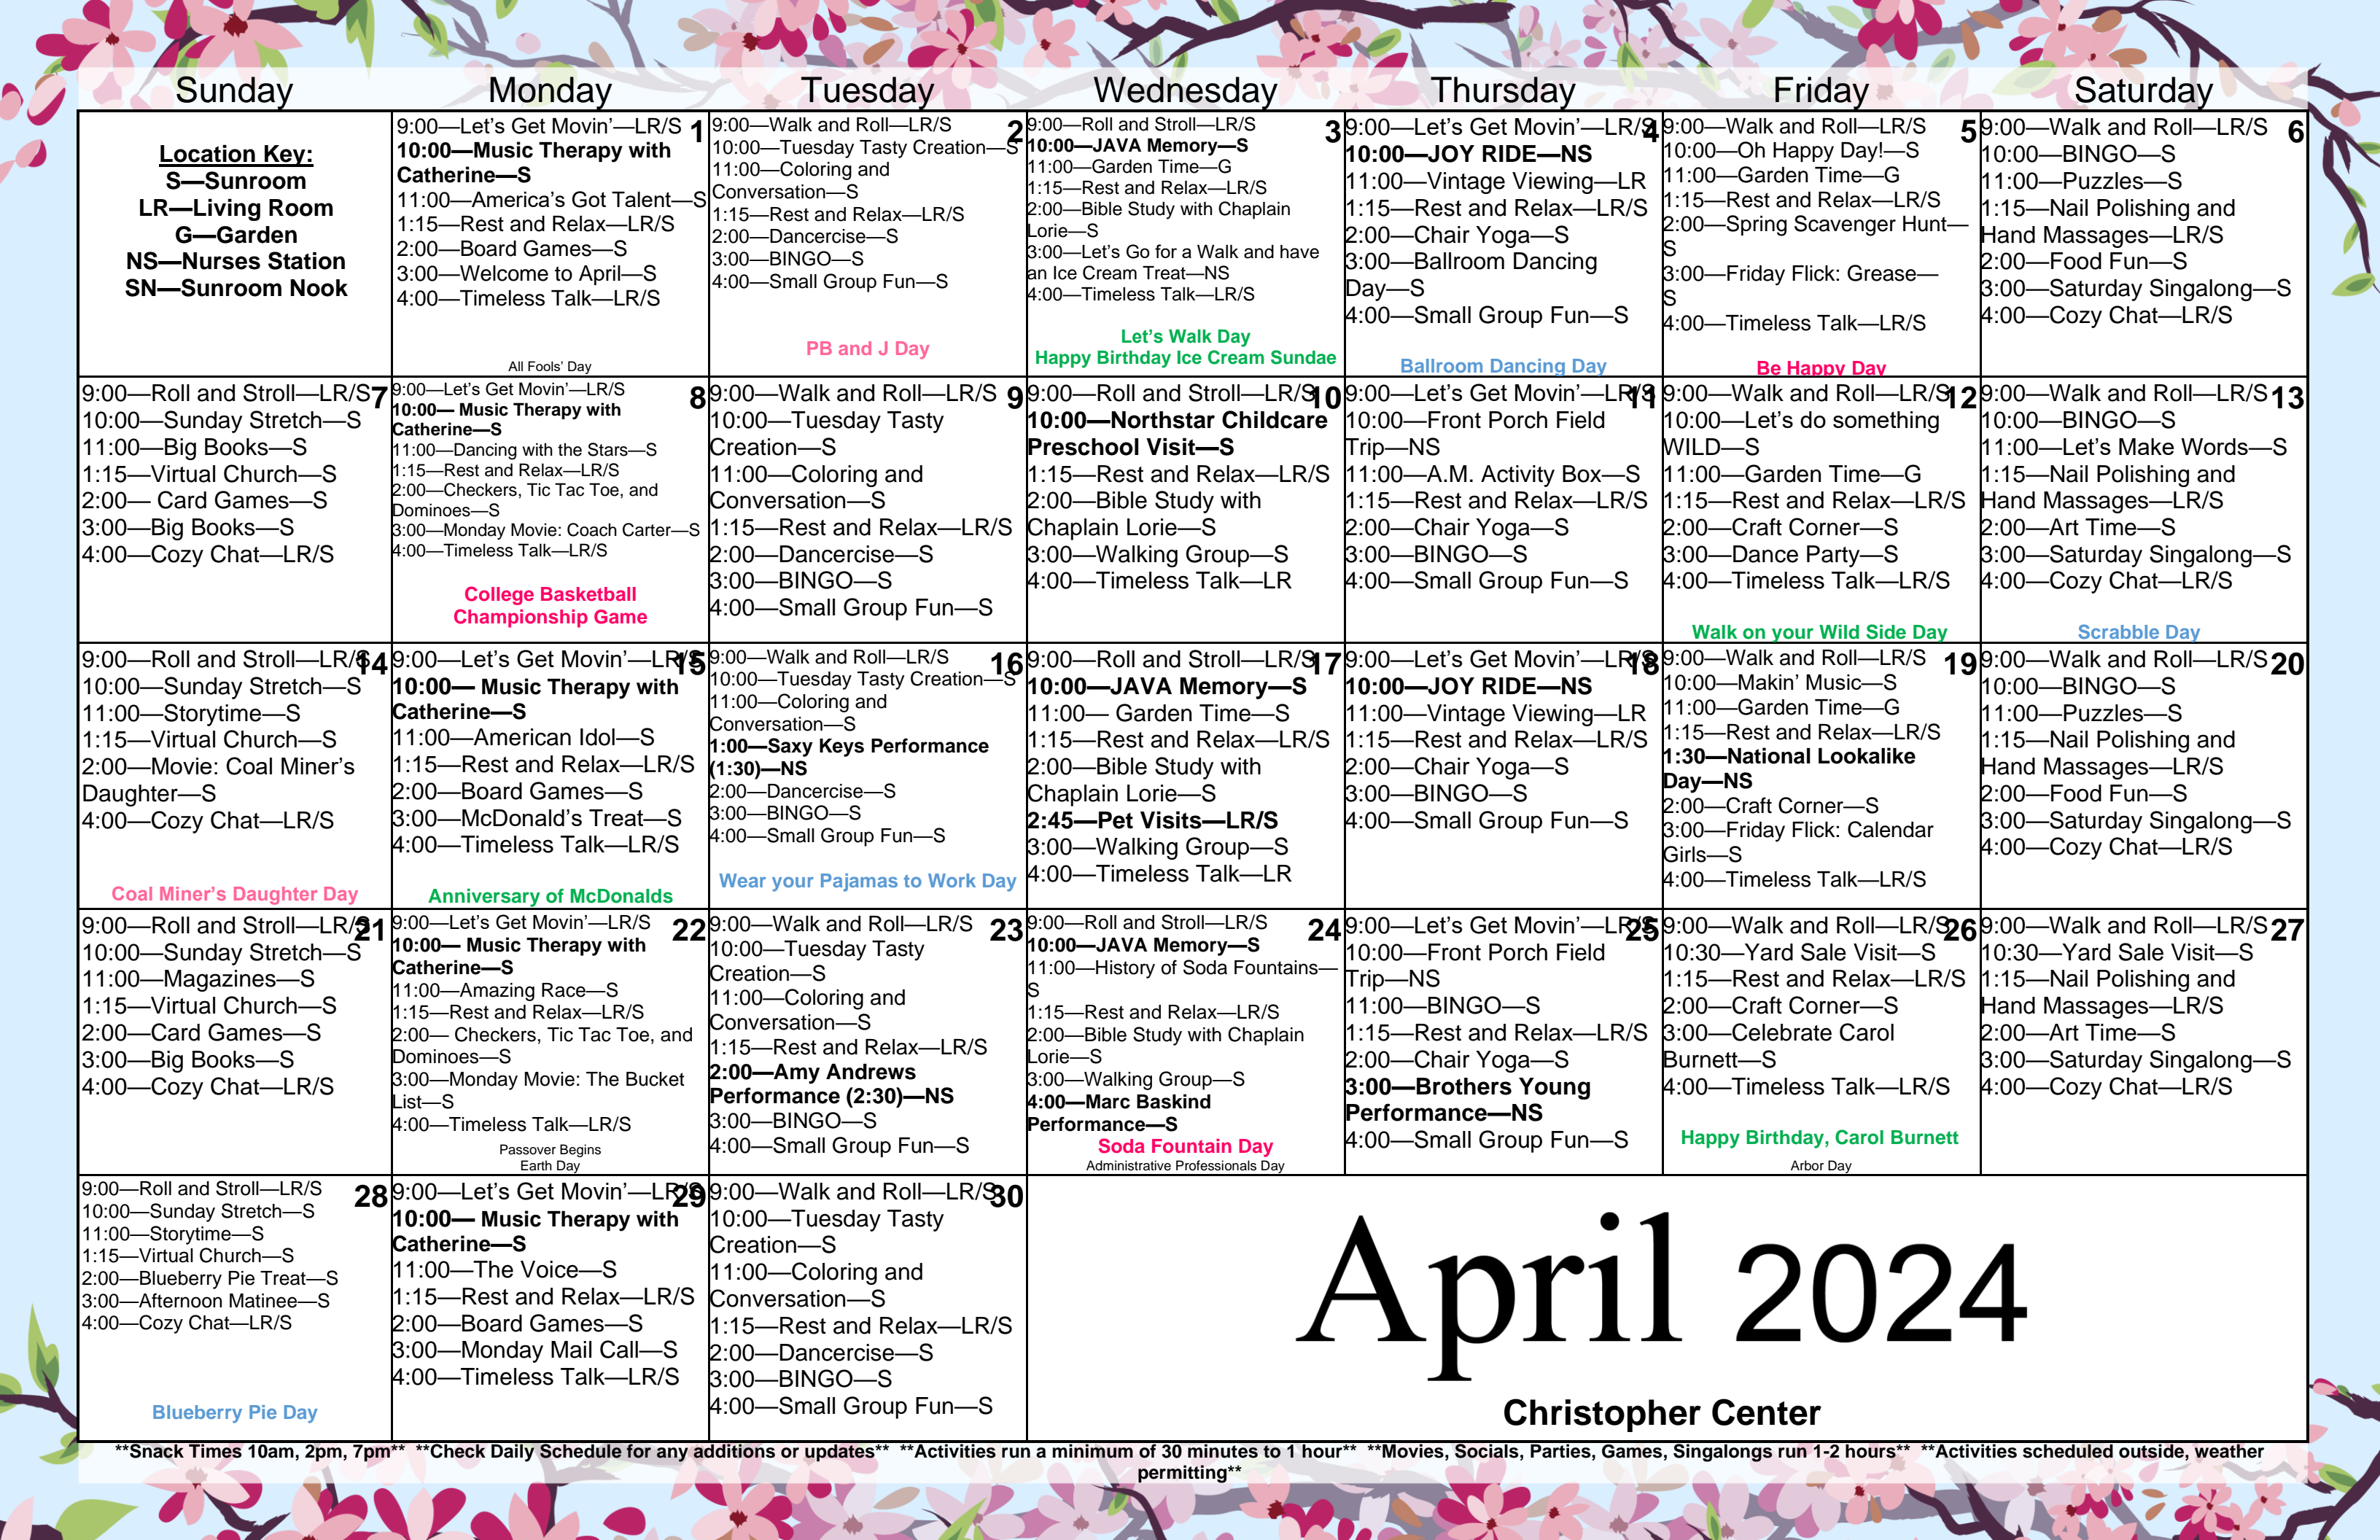 Sunday
Monday
Tuesday
Wednesday
Thursday
Friday
Saturday
Location Key:
S—Sunroom
LR—Living Room
G—Garden
NS—Nurses Station
SN—Sunroom Nook
1
9:00—Let’s Get Movin’—LR/S
10:00—Music Therapy with
Catherine—S
11:00—America’s Got Talent—S
1:15—Rest and Relax—LR/S
2:00—Board Games—S
3:00—Welcome to April—S
4:00—Timeless Talk—LR/S
All Fools’ Day
2
9:00—Walk and Roll—LR/S
10:00—Tuesday Tasty Creation—S
11:00—Coloring and
Conversation—S
1:15—Rest and Relax—LR/S
2:00—Dancercise—S
3:00—BINGO—S
4:00—Small Group Fun—S
PB and J Day
3
9:00—Roll and Stroll—LR/S
10:00—JAVA Memory—S
11:00—Garden Time—G
1:15—Rest and Relax—LR/S
2:00—Bible Study with Chaplain
Lorie—S
3:00—Let’s Go for a Walk and have
an Ice Cream Treat—NS
4:00—Timeless Talk—LR/S
Let’s Walk Day
Happy Birthday Ice Cream Sundae
4
9:00—Let’s Get Movin’—LR/S
10:00—JOY RIDE—NS
11:00—Vintage Viewing—LR
1:15—Rest and Relax—LR/S
2:00—Chair Yoga—S
3:00—Ballroom Dancing
Day—S
4:00—Small Group Fun—S
Ballroom Dancing Day
5
9:00—Walk and Roll—LR/S
10:00—Oh Happy Day!—S
11:00—Garden Time—G
1:15—Rest and Relax—LR/S
2:00—Spring Scavenger Hunt—
S
3:00—Friday Flick: Grease—
S
4:00—Timeless Talk—LR/S
Be Happy Day
6
9:00—Walk and Roll—LR/S
10:00—BINGO—S
11:00—Puzzles—S
1:15—Nail Polishing and
Hand Massages—LR/S
2:00—Food Fun—S
3:00—Saturday Singalong—S
4:00—Cozy Chat—LR/S
7
9:00—Roll and Stroll—LR/S
10:00—Sunday Stretch—S
11:00—Big Books—S
1:15—Virtual Church—S
2:00— Card Games—S
3:00—Big Books—S
4:00—Cozy Chat—LR/S
8
9:00—Let’s Get Movin’—LR/S
10:00— Music Therapy with
Catherine—S
11:00—Dancing with the Stars—S
1:15—Rest and Relax—LR/S
2:00—Checkers, Tic Tac Toe, and
Dominoes—S
3:00—Monday Movie: Coach Carter—S
4:00—Timeless Talk—LR/S
College Basketball
Championship Game
9
9:00—Walk and Roll—LR/S
10:00—Tuesday Tasty
Creation—S
11:00—Coloring and
Conversation—S
1:15—Rest and Relax—LR/S
2:00—Dancercise—S
3:00—BINGO—S
4:00—Small Group Fun—S
10
9:00—Roll and Stroll—LR/S
10:00—Northstar Childcare
Preschool Visit—S
1:15—Rest and Relax—LR/S
2:00—Bible Study with
Chaplain Lorie—S
3:00—Walking Group—S
4:00—Timeless Talk—LR
11
9:00—Let’s Get Movin’—LR/S
10:00—Front Porch Field
Trip—NS
11:00—A.M. Activity Box—S
1:15—Rest and Relax—LR/S
2:00—Chair Yoga—S
3:00—BINGO—S
4:00—Small Group Fun—S
12
9:00—Walk and Roll—LR/S
10:00—Let’s do something
WILD—S
11:00—Garden Time—G
1:15—Rest and Relax—LR/S
2:00—Craft Corner—S
3:00—Dance Party—S
4:00—Timeless Talk—LR/S
Walk on your Wild Side Day
13
9:00—Walk and Roll—LR/S
10:00—BINGO—S
11:00—Let’s Make Words—S
1:15—Nail Polishing and
Hand Massages—LR/S
2:00—Art Time—S
3:00—Saturday Singalong—S
4:00—Cozy Chat—LR/S
Scrabble Day
14
9:00—Roll and Stroll—LR/S
10:00—Sunday Stretch—S
11:00—Storytime—S
1:15—Virtual Church—S
2:00—Movie: Coal Miner’s
Daughter—S
4:00—Cozy Chat—LR/S
Coal Miner’s Daughter Day
15
9:00—Let’s Get Movin’—LR/S
10:00— Music Therapy with
Catherine—S
11:00—American Idol—S
1:15—Rest and Relax—LR/S
2:00—Board Games—S
3:00—McDonald’s Treat—S
4:00—Timeless Talk—LR/S
Anniversary of McDonalds
16
9:00—Walk and Roll—LR/S
10:00—Tuesday Tasty Creation—S
11:00—Coloring and
Conversation—S
1:00—Saxy Keys Performance
(1:30)—NS
2:00—Dancercise—S
3:00—BINGO—S
4:00—Small Group Fun—S
Wear your Pajamas to Work Day
17
9:00—Roll and Stroll—LR/S
10:00—JAVA Memory—S
11:00— Garden Time—S
1:15—Rest and Relax—LR/S
2:00—Bible Study with
Chaplain Lorie—S
2:45—Pet Visits—LR/S
3:00—Walking Group—S
4:00—Timeless Talk—LR
18
9:00—Let’s Get Movin’—LR/S
10:00—JOY RIDE—NS
11:00—Vintage Viewing—LR
1:15—Rest and Relax—LR/S
2:00—Chair Yoga—S
3:00—BINGO—S
4:00—Small Group Fun—S
19
9:00—Walk and Roll—LR/S
10:00—Makin’ Music—S
11:00—Garden Time—G
1:15—Rest and Relax—LR/S
1:30—National Lookalike
Day—NS
2:00—Craft Corner—S
3:00—Friday Flick: Calendar
Girls—S
4:00—Timeless Talk—LR/S
20
9:00—Walk and Roll—LR/S
10:00—BINGO—S
11:00—Puzzles—S
1:15—Nail Polishing and
Hand Massages—LR/S
2:00—Food Fun—S
3:00—Saturday Singalong—S
4:00—Cozy Chat—LR/S
21
9:00—Roll and Stroll—LR/S
10:00—Sunday Stretch—S
11:00—Magazines—S
1:15—Virtual Church—S
2:00—Card Games—S
3:00—Big Books—S
4:00—Cozy Chat—LR/S
22
9:00—Let’s Get Movin’—LR/S
10:00— Music Therapy with
Catherine—S
11:00—Amazing Race—S
1:15—Rest and Relax—LR/S
2:00— Checkers, Tic Tac Toe, and
Dominoes—S
3:00—Monday Movie: The Bucket
List—S
4:00—Timeless Talk—LR/S
Passover Begins
Earth Day
23
9:00—Walk and Roll—LR/S
10:00—Tuesday Tasty
Creation—S
11:00—Coloring and
Conversation—S
1:15—Rest and Relax—LR/S
2:00—Amy Andrews
Performance (2:30)—NS
3:00—BINGO—S
4:00—Small Group Fun—S
24
9:00—Roll and Stroll—LR/S
10:00—JAVA Memory—S
11:00—History of Soda Fountains—
S
1:15—Rest and Relax—LR/S
2:00—Bible Study with Chaplain
Lorie—S
3:00—Walking Group—S
4:00—Marc Baskind
Performance—S
Soda Fountain Day
Administrative Professionals Day
25
9:00—Let’s Get Movin’—LR/S
10:00—Front Porch Field
Trip—NS
11:00—BINGO—S
1:15—Rest and Relax—LR/S
2:00—Chair Yoga—S
3:00—Brothers Young
Performance—NS
4:00—Small Group Fun—S
26
9:00—Walk and Roll—LR/S
10:30—Yard Sale Visit—S
1:15—Rest and Relax—LR/S
2:00—Craft Corner—S
3:00—Celebrate Carol
Burnett—S
4:00—Timeless Talk—LR/S
Happy Birthday, Carol Burnett
Arbor Day
27
9:00—Walk and Roll—LR/S
10:30—Yard Sale Visit—S
1:15—Nail Polishing and
Hand Massages—LR/S
2:00—Art Time—S
3:00—Saturday Singalong—S
4:00—Cozy Chat—LR/S
28
9:00—Roll and Stroll—LR/S
10:00—Sunday Stretch—S
11:00—Storytime—S
1:15—Virtual Church—S
2:00—Blueberry Pie Treat—S
3:00—Afternoon Matinee—S
4:00—Cozy Chat—LR/S
Blueberry Pie Day
29
9:00—Let’s Get Movin’—LR/S
10:00— Music Therapy with
Catherine—S
11:00—The Voice—S
1:15—Rest and Relax—LR/S
2:00—Board Games—S
3:00—Monday Mail Call—S
4:00—Timeless Talk—LR/S
30
9:00—Walk and Roll—LR/S
10:00—Tuesday Tasty
Creation—S
11:00—Coloring and
Conversation—S
1:15—Rest and Relax—LR/S
2:00—Dancercise—S
3:00—BINGO—S
4:00—Small Group Fun—S
April 2024
Christopher Center
**Snack Times 10am, 2pm, 7pm** **Check Daily Schedule for any additions or updates** **Activities run a minimum of 30 minutes to 1 hour** **Movies, Socials, Parties, Games, Singalongs run 1-2 hours** **Activities scheduled outside, weather
permitting**